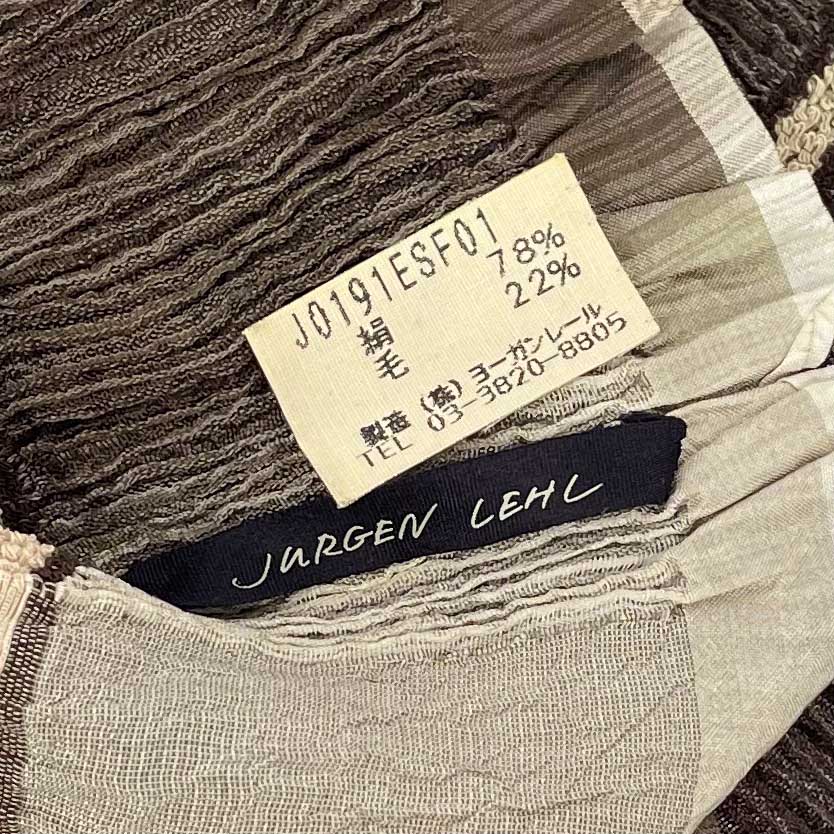 J0191ESF01
絹 78%
毛 22%
製造 (株) ヨーガンレール
TEL 03-3820-8805
JURGEN LEHL